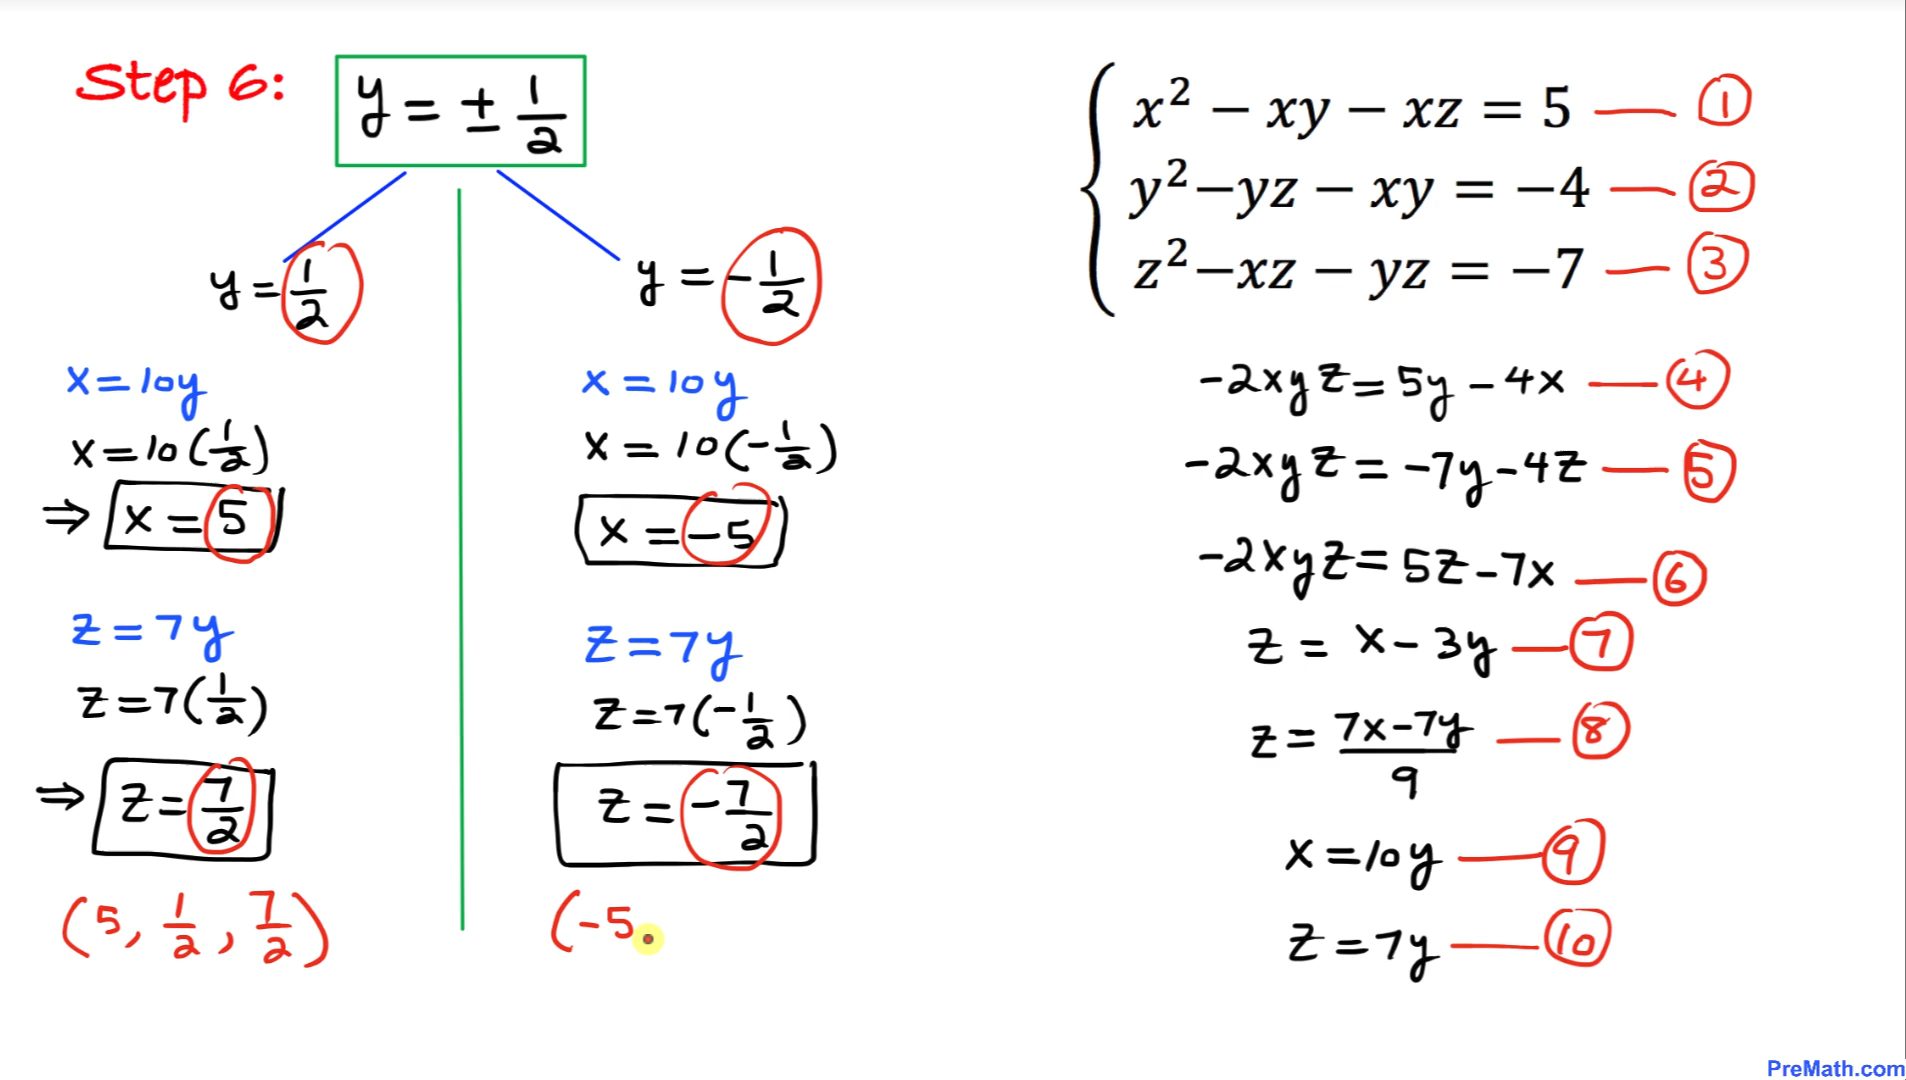 Step 6:
y = ± 1/2
y = 1/2
x = 10y
x = 10(1/2)
⇒ x = 5
z = 7y
z = 7(1/2)
⇒ z = 7/2
(5, 1/2, 7/2)
y = -1/2
x = 10y
x = 10(-1/2)
x = -5
z = 7y
z = 7(-1/2)
z = -7/2
(-5
x² − xy − xz = 5 — ①
y² − yz − xy = −4 — ②
z² − xz − yz = −7 — ③
-2xyz = 5y - 4x — ④
-2xyz = -7y - 4z — ⑤
-2xyz = 5z - 7x — ⑥
z = x - 3y — ⑦
z = (7x-7y)/9 — ⑧
x = 10y — ⑨
z = 7y — ⑩
PreMath.com